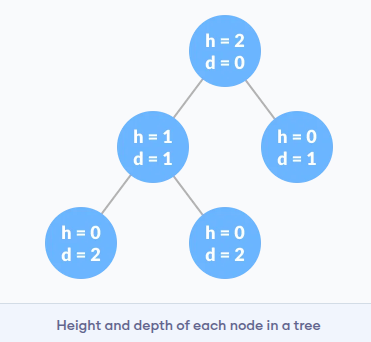 h = 2
d = 0
h = 1
d = 1
h = 0
d = 1
h = 0
d = 2
h = 0
d = 2
Height and depth of each node in a tree